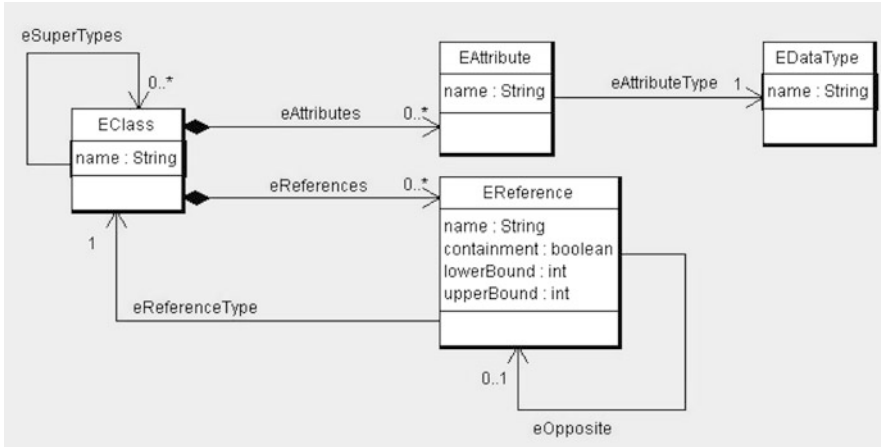 eSuperTypes
0..*
EClass
name : String
eAttributes
0..*
EAttribute
name : String
eAttributeType
1
EDataType
name : String
eReferences
0..*
EReference
name : String
containment : boolean
lowerBound : int
upperBound : int
1
eReferenceType
0..1
eOpposite